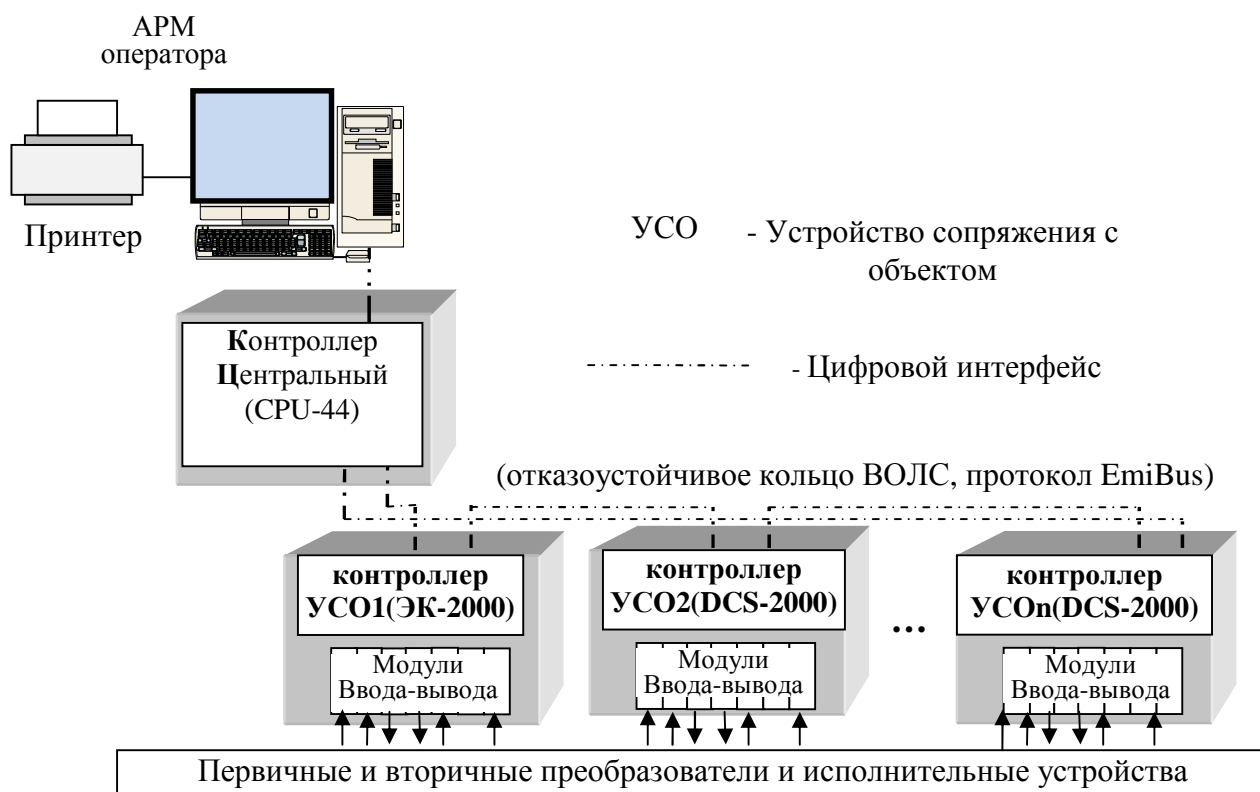 АРМ
оператора
Принтер
УСО - Устройство сопряжения с
объектом
Контроллер
Центральный
(CPU-44)
- Цифровой интерфейс
(отказоустойчивое кольцо ВОЛС, протокол EmiBus)
контроллер
УСО1(ЭК-2000)
контроллер
УСО2(DCS-2000)
...
контроллер
УСОn(DCS-2000)
Модули
Ввода-вывода
Модули
Ввода-вывода
Модули
Ввода-вывода
Первичные и вторичные преобразователи и исполнительные устройства